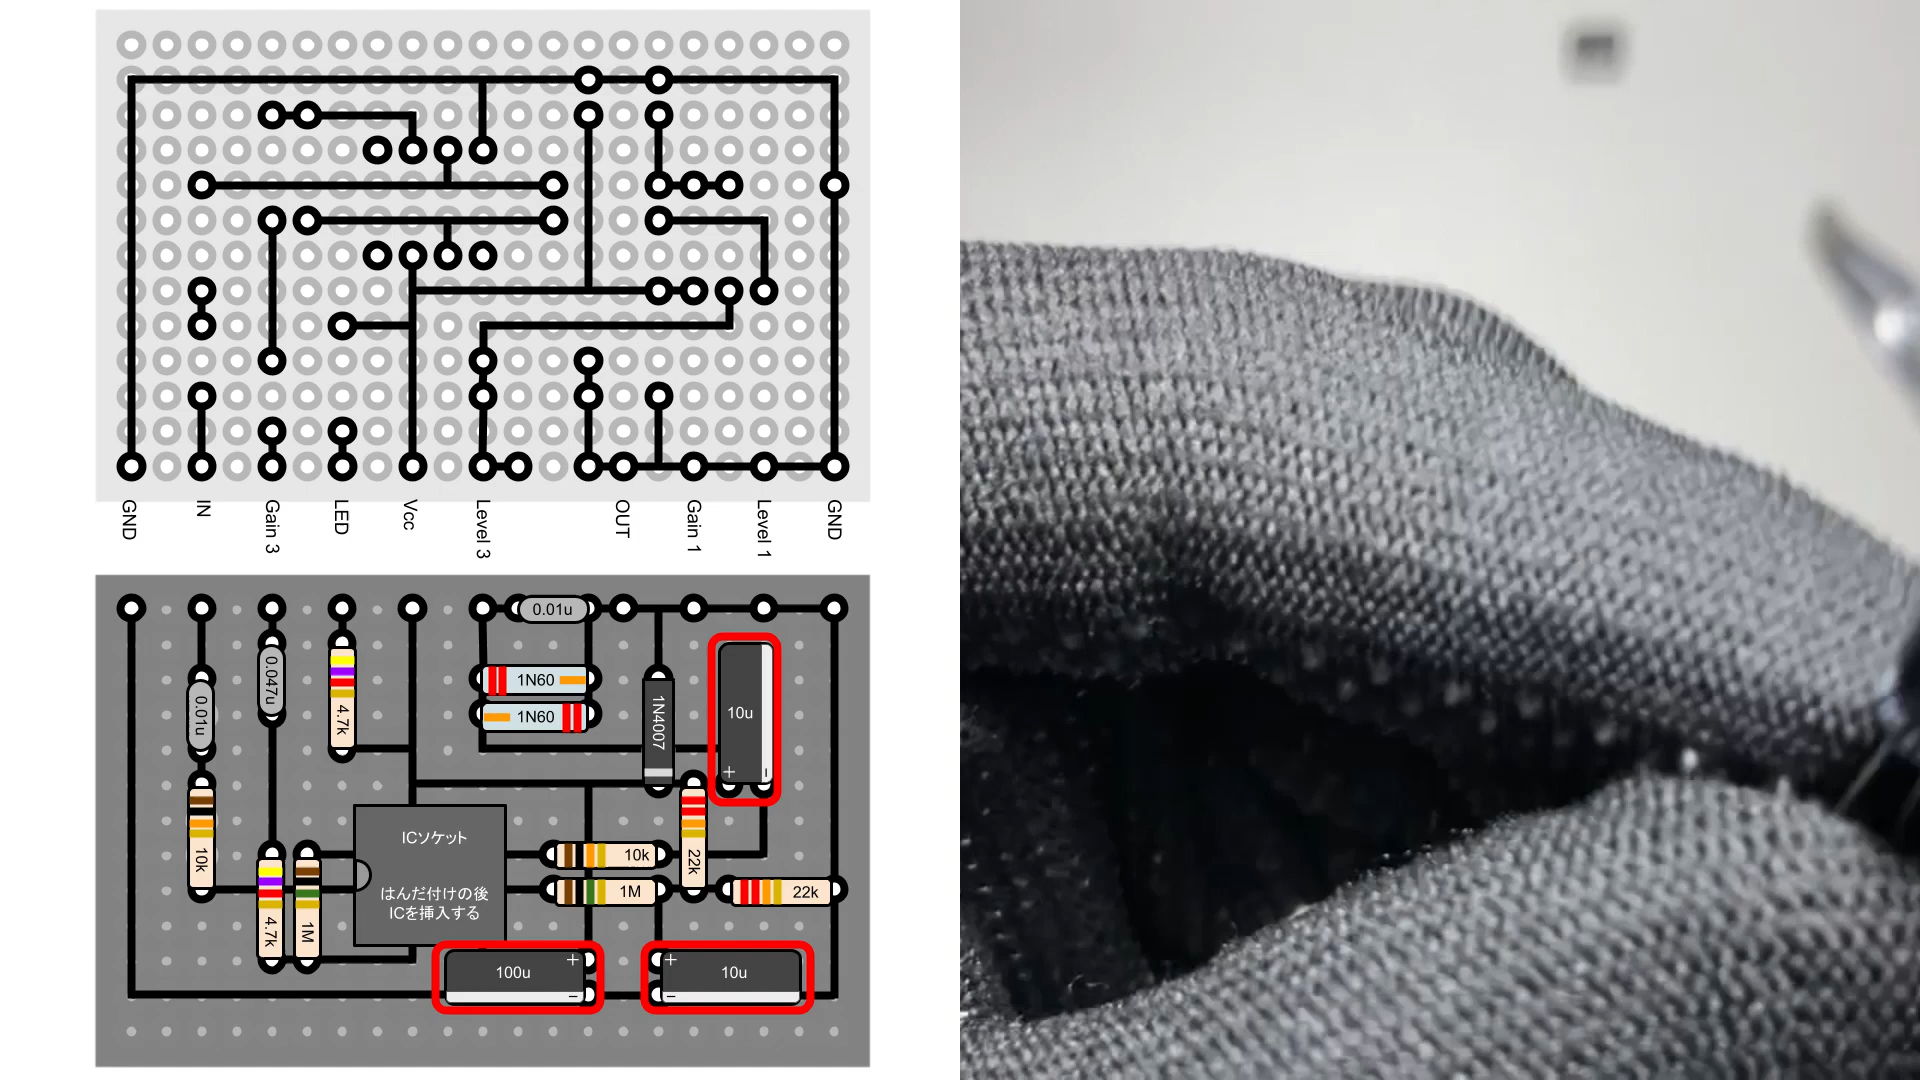 GND
IN
Gain 3
LED
Vcc
Level 3
OUT
Gain 1
Level 1
GND
0.01u
0.01u
0.047u
4.7k
1N60
1N60
1N4007
10u
+ −
10k
ICソケット
はんだ付けの後
ICを挿入する
4.7k
1M
10k
1M
22k
22k
100u
+
−
+
10u
−